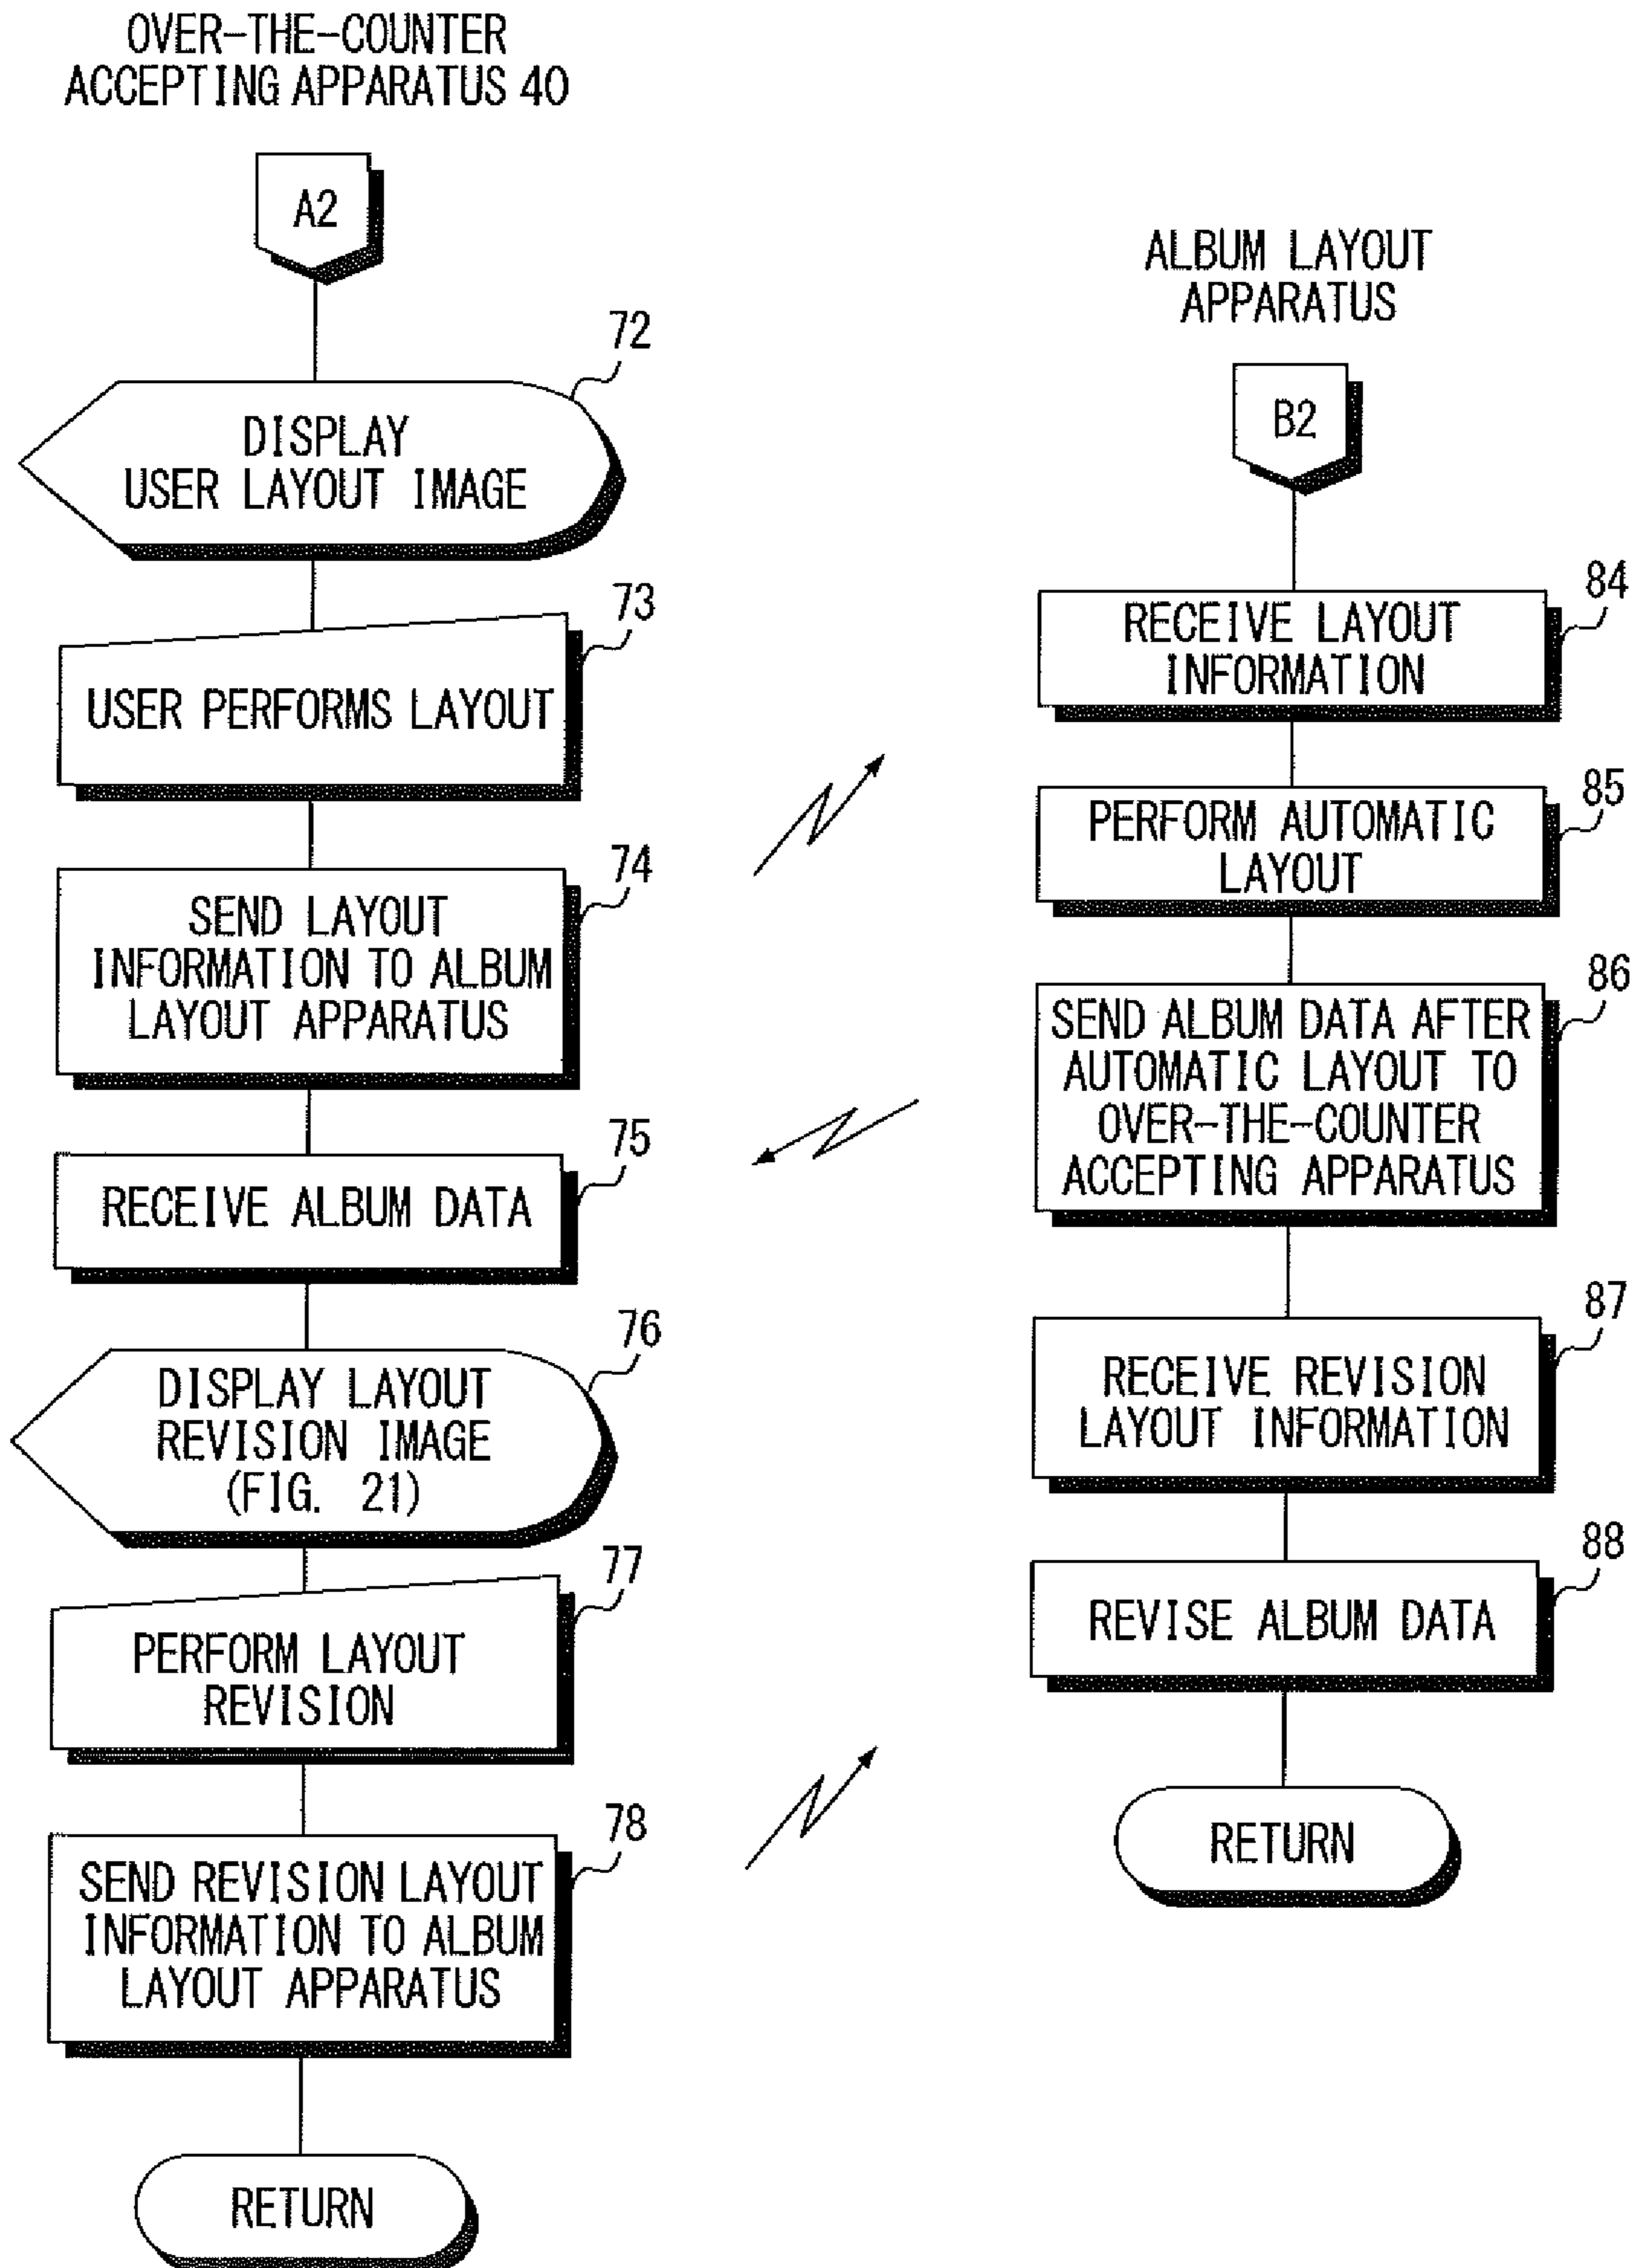 OVER-THE-COUNTER
ACCEPTING APPARATUS 40
A2
72
DISPLAY
USER LAYOUT IMAGE
73
USER PERFORMS LAYOUT
74
SEND LAYOUT
INFORMATION TO ALBUM
LAYOUT APPARATUS
75
RECEIVE ALBUM DATA
76
DISPLAY LAYOUT
REVISION IMAGE
(FIG. 21)
77
PERFORM LAYOUT
REVISION
78
SEND REVISION LAYOUT
INFORMATION TO ALBUM
LAYOUT APPARATUS
RETURN
ALBUM LAYOUT
APPARATUS
B2
84
RECEIVE LAYOUT
INFORMATION
85
PERFORM AUTOMATIC
LAYOUT
86
SEND ALBUM DATA AFTER
AUTOMATIC LAYOUT TO
OVER-THE-COUNTER
ACCEPTING APPARATUS
87
RECEIVE REVISION
LAYOUT INFORMATION
88
REVISE ALBUM DATA
RETURN